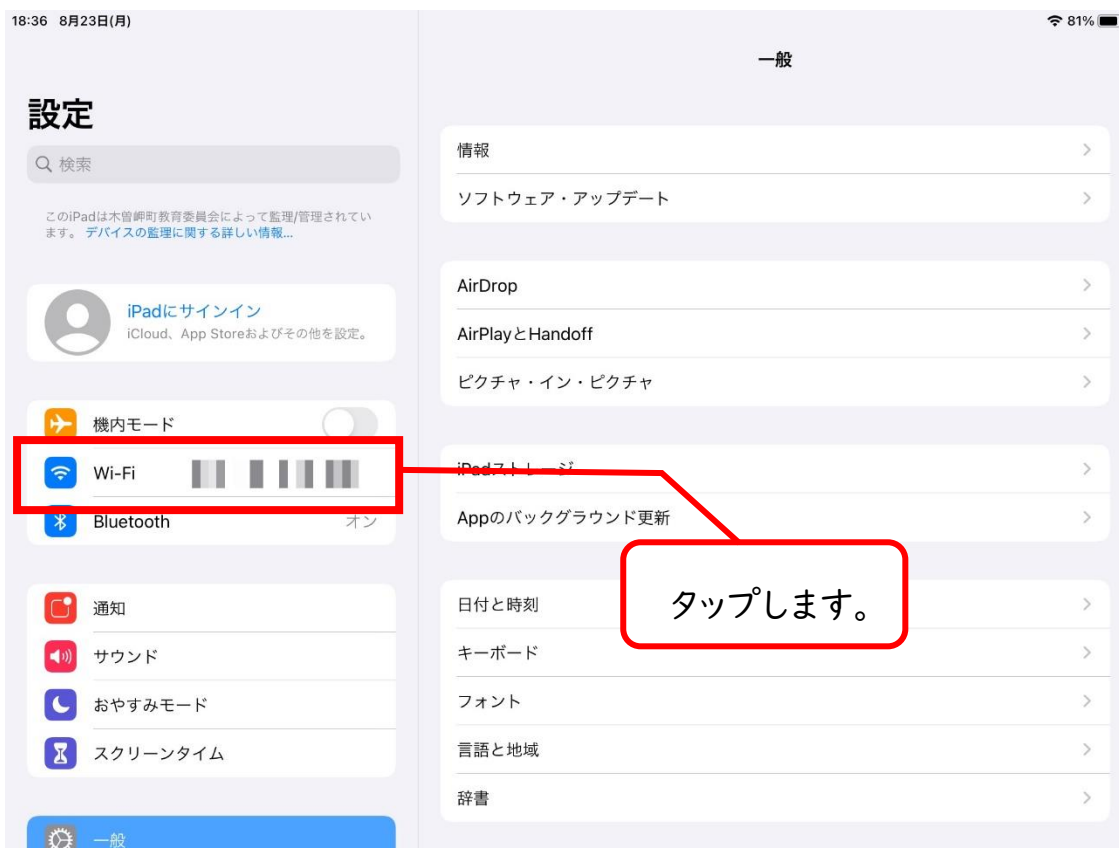 18:36 8月23日(月)
81%
一般
設定
検索
このiPadは木曽岬町教育委員会によって監理/管理されてい
ます。 デバイスの監理に関する詳しい情報...
iPadにサインイン
iCloud、App Storeおよびその他を設定。
機内モード
Wi-Fi
Bluetooth オン
通知
サウンド
おやすみモード
スクリーンタイム
一般
情報
ソフトウェア・アップデート
AirDrop
AirPlayとHandoff
ピクチャ・イン・ピクチャ
iPadストレージ
Appのバックグラウンド更新
タップします。
日付と時刻
キーボード
フォント
言語と地域
辞書